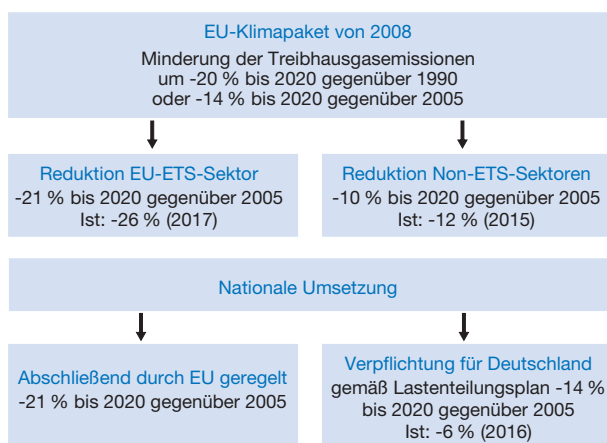 EU-Klimapaket von 2008
Minderung der Treibhausgasemissionen
um -20 % bis 2020 gegenüber 1990
oder -14 % bis 2020 gegenüber 2005
Reduktion EU-ETS-Sektor
-21 % bis 2020 gegenüber 2005
Ist: -26 % (2017)
Reduktion Non-ETS-Sektoren
-10 % bis 2020 gegenüber 2005
Ist: -12 % (2015)
Nationale Umsetzung
Abschließend durch EU geregelt
-21 % bis 2020 gegenüber 2005
Verpflichtung für Deutschland
gemäß Lastenteilungsplan -14 %
bis 2020 gegenüber 2005
Ist: -6 % (2016)